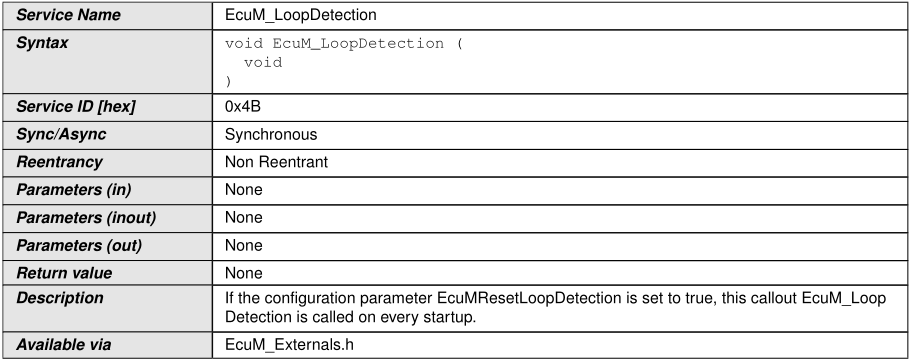 Service Name EcuM_LoopDetection
Syntax void EcuM_LoopDetection (
void
)
Service ID [hex] 0x4B
Sync/Async Synchronous
Reentrancy Non Reentrant
Parameters (in) None
Parameters (inout) None
Parameters (out) None
Return value None
Description If the configuration parameter EcuMResetLoopDetection is set to true, this callout EcuM_Loop
Detection is called on every startup.
Available via EcuM_Externals.h